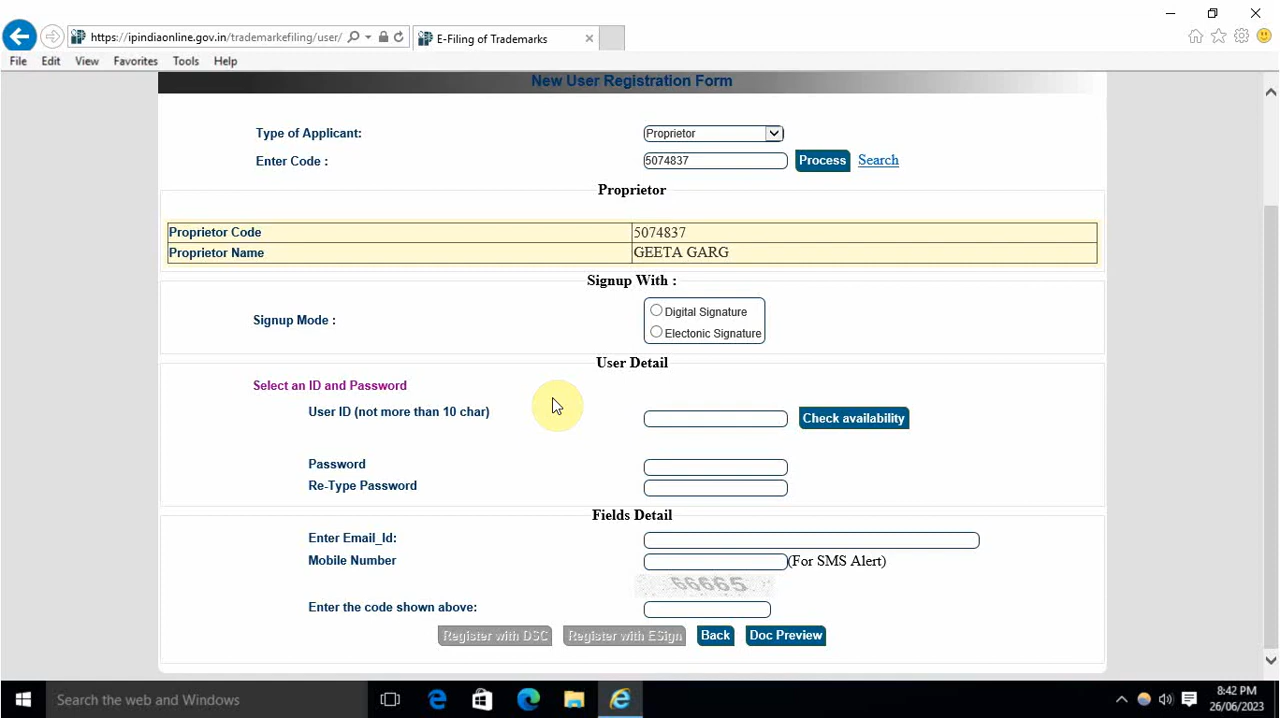 https://ipindiaonline.gov.in/trademarkefiling/user/
E-Filing of Trademarks
File Edit View Favorites Tools Help
New User Registration Form
Type of Applicant: Proprietor
Enter Code : 5074837 Process Search
Proprietor
Proprietor Code 5074837
Proprietor Name GEETA GARG
Signup With :
Signup Mode : Digital Signature
Electonic Signature
User Detail
Select an ID and Password
User ID (not more than 10 char) Check availability
Password
Re-Type Password
Fields Detail
Enter Email_Id:
Mobile Number (For SMS Alert)
66665
Enter the code shown above:
Register with DSC Register with ESign Back Doc Preview
Search the web and Windows
8:42 PM
26/06/2023